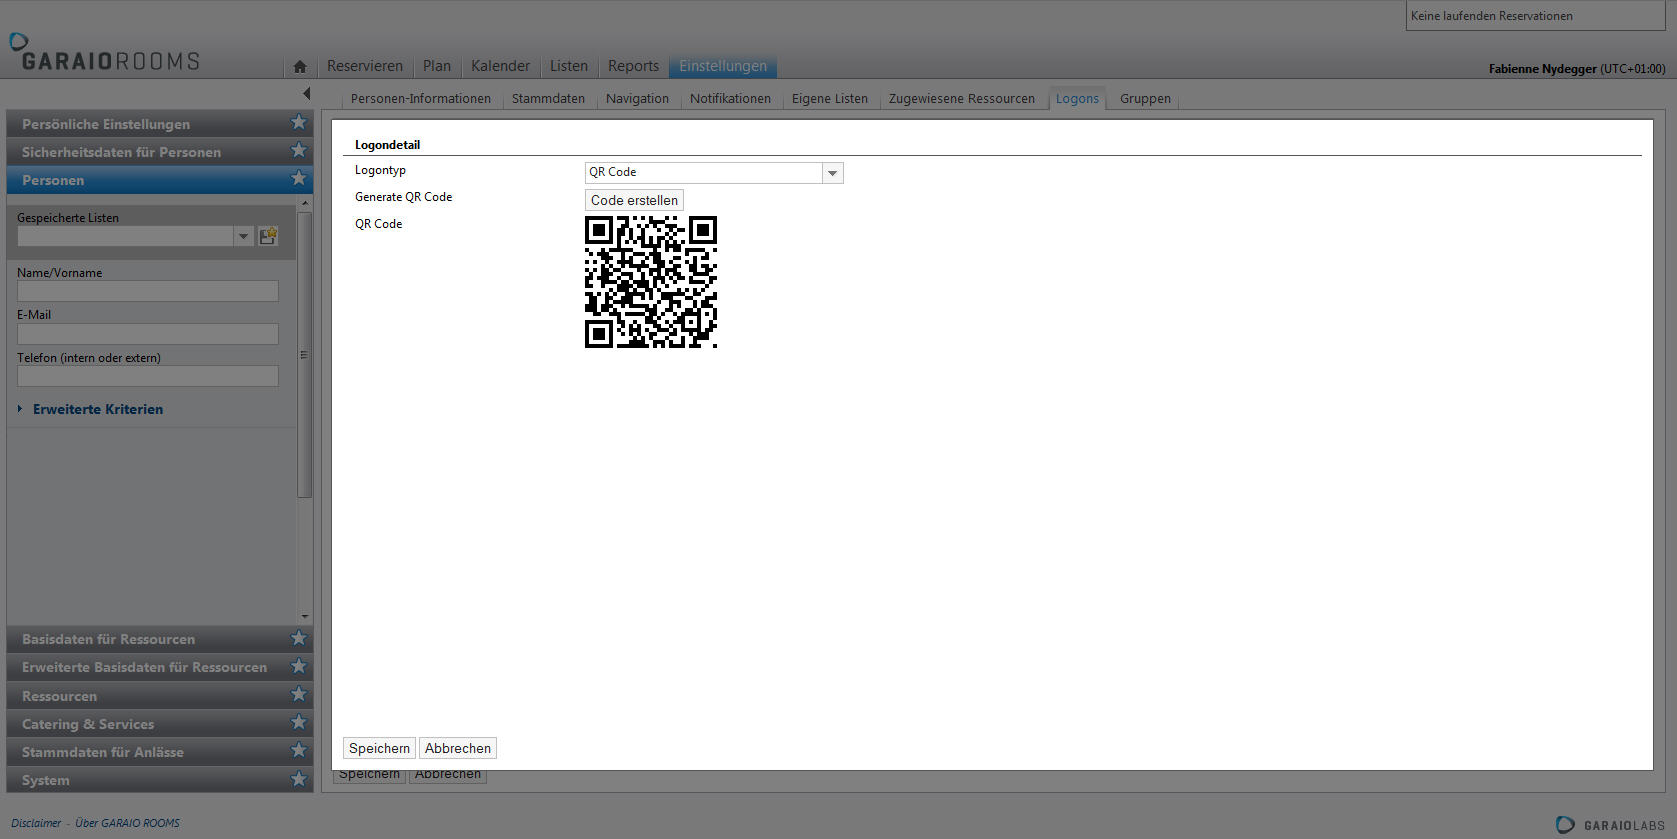 Keine laufenden Reservationen
GARAIOROOMS
Reservieren Plan Kalender Listen Reports Einstellungen
Fabienne Nydegger (UTC+01:00)
Personen-Informationen Stammdaten Navigation Notifikationen Eigene Listen Zugewiesene Ressourcen Logons Gruppen
Persönliche Einstellungen
Sicherheitsdaten für Personen
Personen
Gespeicherte Listen
Name/Vorname
E-Mail
Telefon (intern oder extern)
Erweiterte Kriterien
Basisdaten für Ressourcen
Erweiterte Basisdaten für Ressourcen
Ressourcen
Catering & Services
Stammdaten für Anlässe
System
Logondetail
Logontyp QR Code
Generate QR Code Code erstellen
QR Code
Speichern Abbrechen
Speichern Abbrechen
Disclaimer - Über GARAIO ROOMS
GARAIOLABS